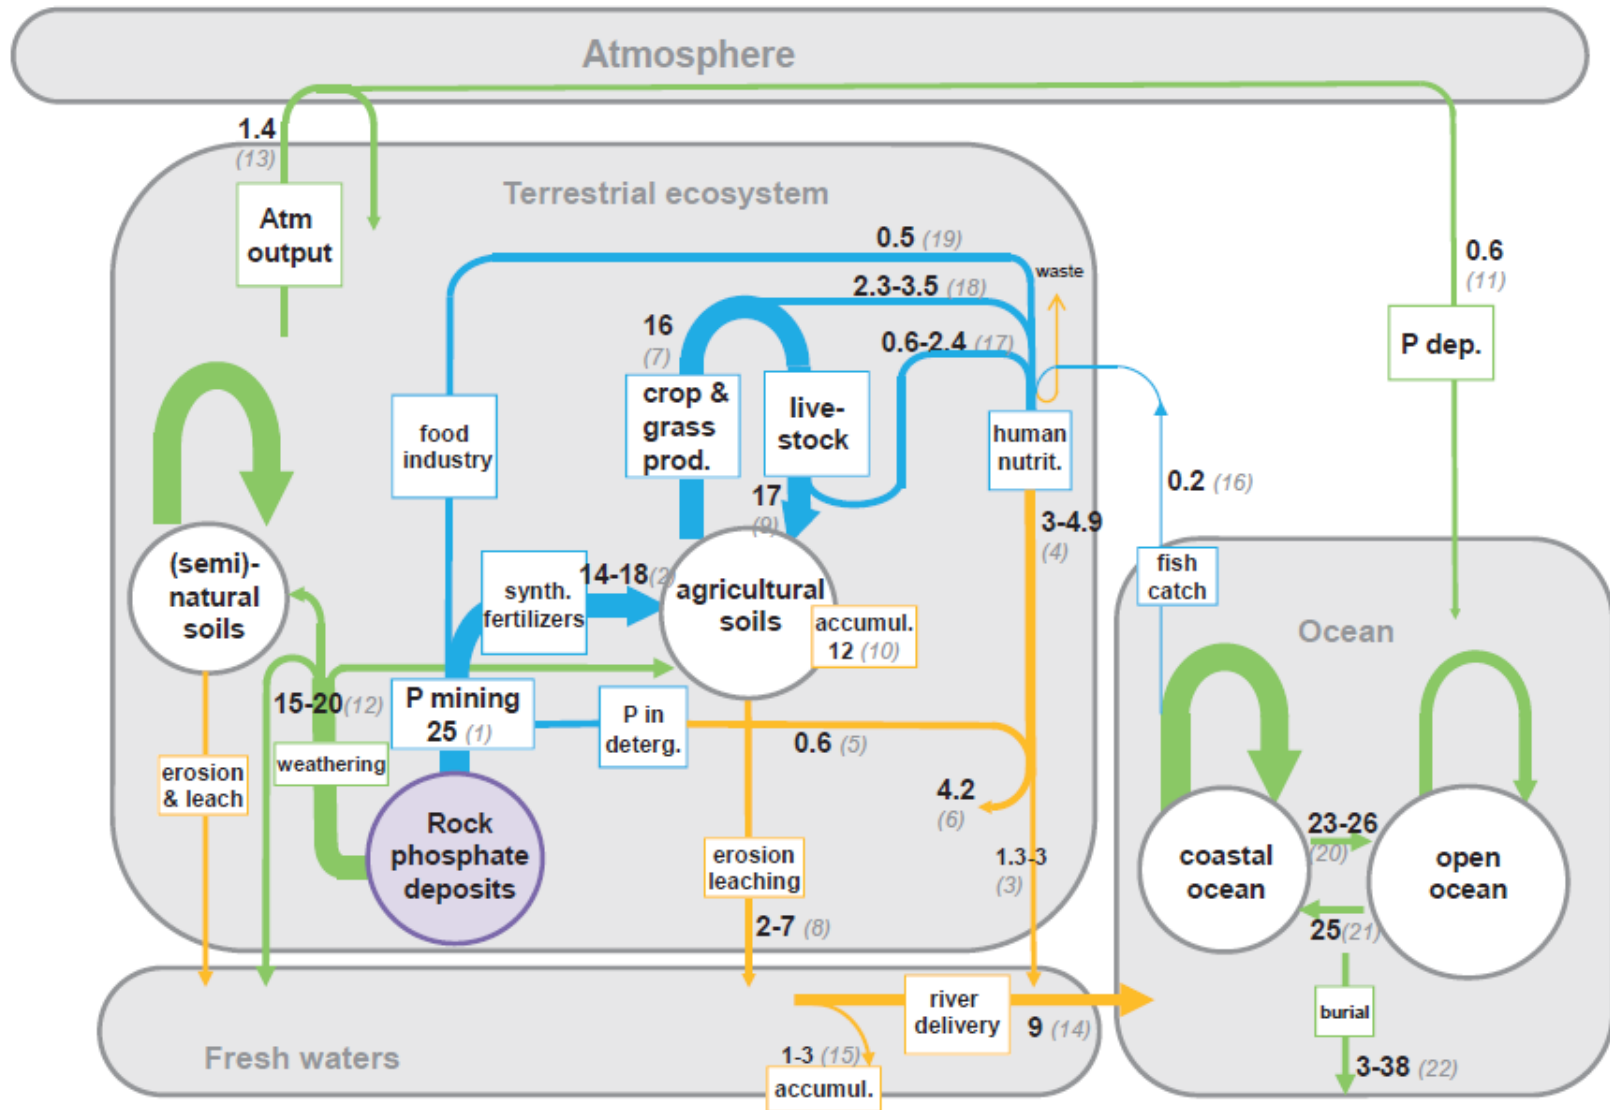 Atmosphere
1.4
(13)
Terrestrial ecosystem
Atm
output
0.5 (19)
waste
0.6
(11)
2.3-3.5 (18)
16
(7)
0.6-2.4 (17)
P dep.
crop &
grass
prod.
live-
stock
food
industry
human
nutrit.
17
(9)
0.2 (16)
3-4.9
(4)
(semi)-
natural
soils
synth.
fertilizers
14-18(2)
agricultural
soils
fish
catch
accumul.
12 (10)
Ocean
15-20(12)
P mining
25 (1)
P in
deterg.
0.6 (5)
weathering
erosion
& leach
4.2
(6)
Rock
phosphate
deposits
erosion
leaching
1.3-3
(3)
23-26
(20)
coastal
ocean
open
ocean
2-7 (8)
25(21)
river
delivery
9 (14)
burial
Fresh waters
1-3 (15)
accumul.
3-38 (22)